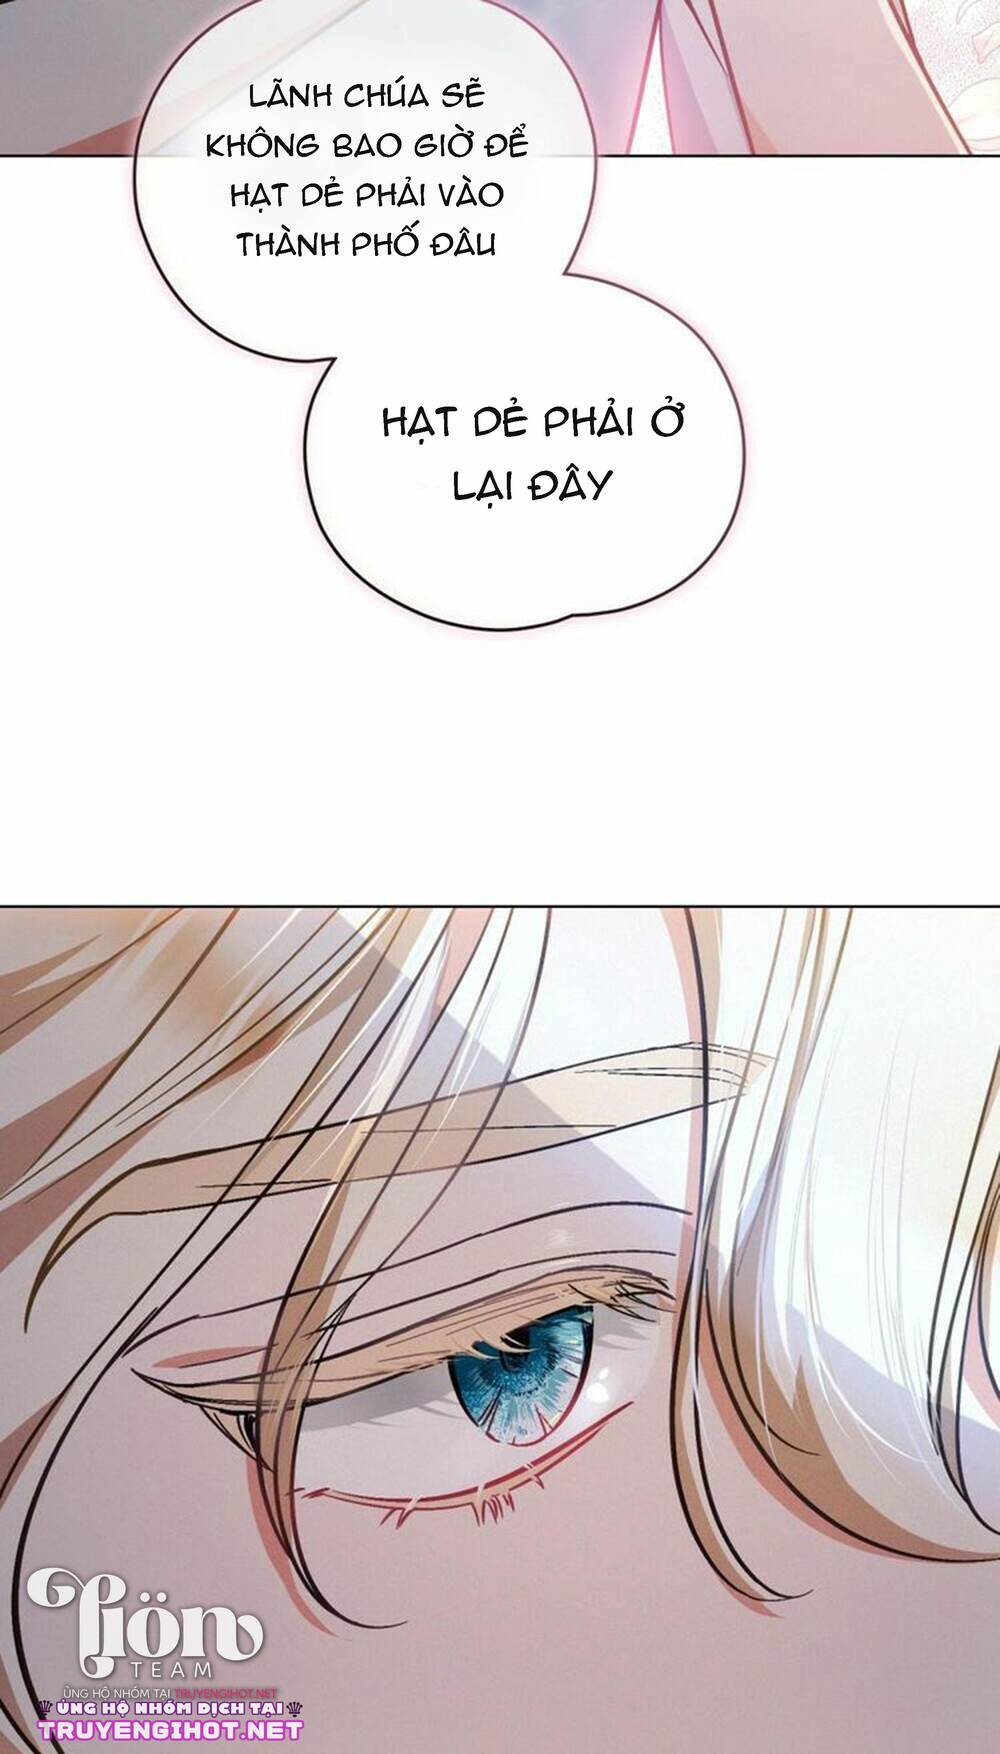 LÃNH CHÚA SẼ
KHÔNG BAO GIỜ ĐỂ
HẠT DẺ PHẢI VÀO
THÀNH PHỐ ĐÂU
HẠT DẺ PHẢI Ở
LẠI ĐÂY
Fiön
TEAM
ỦNG HỘ NHÓM TẠI TRUYENGIHOT.NET
ỦNG HỘ NHÓM DỊCH TẠI
TRUYENGIHOT.NET